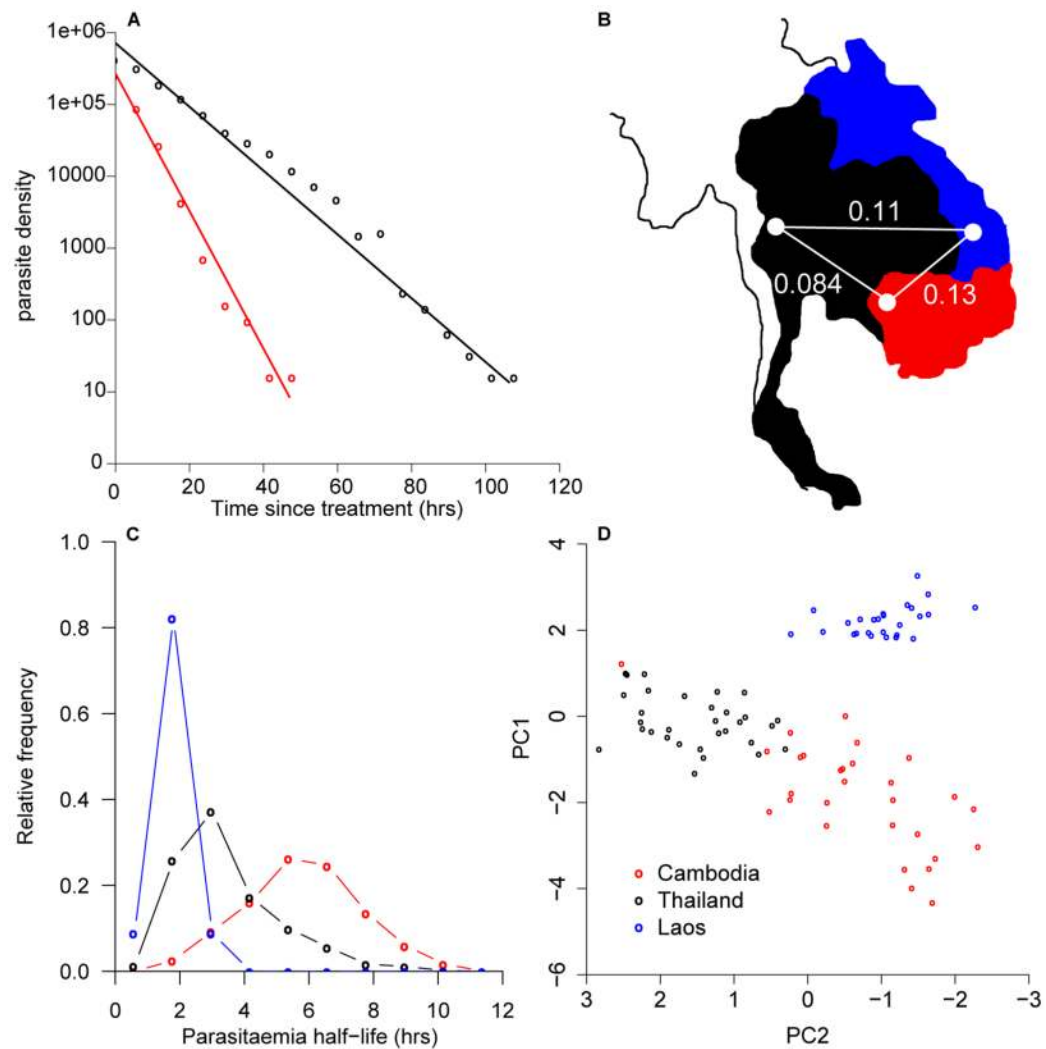 A
1e+06
1e+05
10000
1000
100
10
0
parasite density
0 20 40 60 80 100 120
Time since treatment (hrs)
B
0.11
0.084
0.13
C
1.0
0.8
0.6
0.4
0.2
0.0
Relative frequency
0 2 4 6 8 10 12
Parasitaemia half−life (hrs)
D
4
2
0
−2
−4
−6
PC1
Cambodia
Thailand
Laos
3 2 1 0 −1 −2 −3
PC2